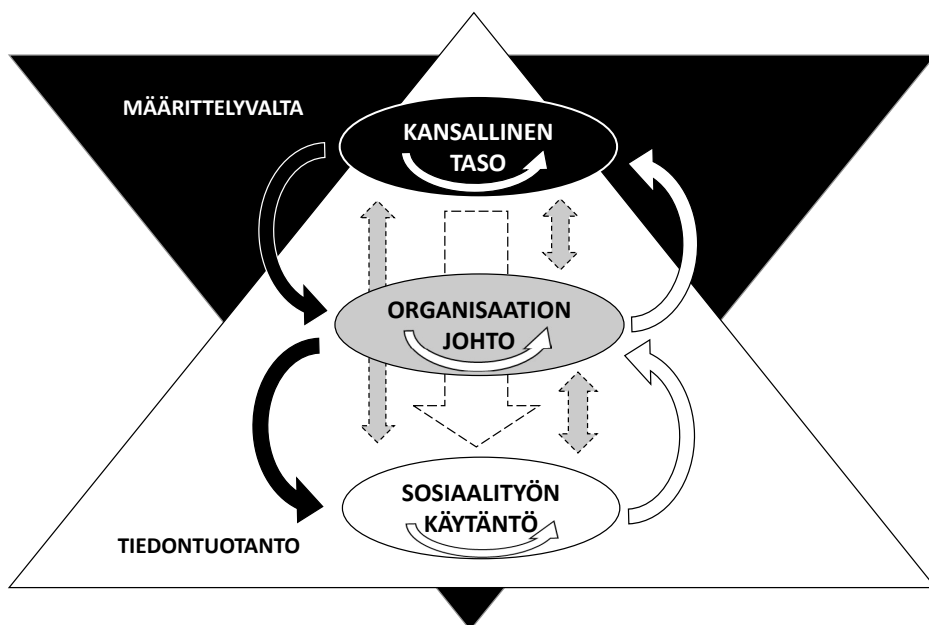 MÄÄRITTELYVALTA
KANSALLINEN
TASO
ORGANISAATION
JOHTO
SOSIAALITYÖN
KÄYTÄNTÖ
TIEDONTUOTANTO